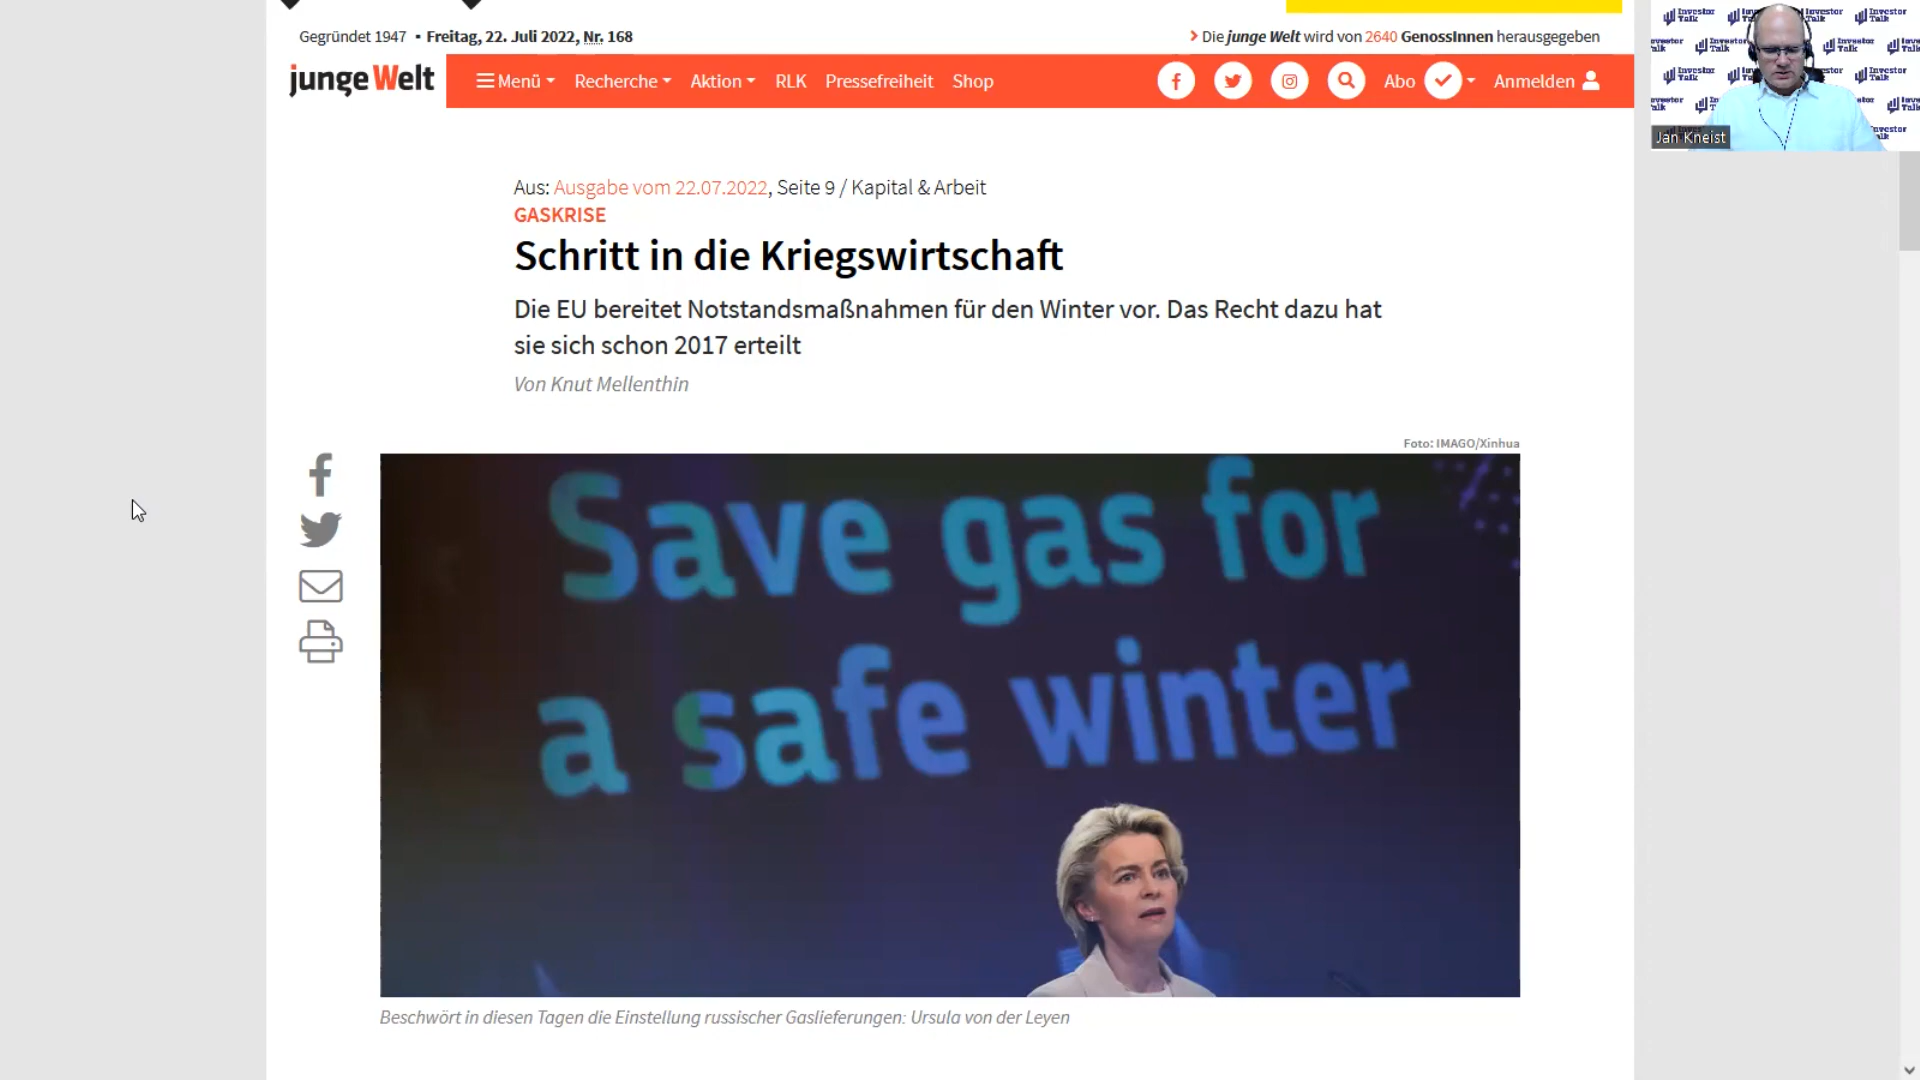 Gegründet 1947 ▪ Freitag, 22. Juli 2022, Nr. 168
Die junge Welt wird von 2640 GenossInnen herausgegeben
junge Welt
Menü
Recherche
Aktion
RLK
Pressefreiheit
Shop
Abo
Anmelden
Investor Talk
Jan Kneist
Aus: Ausgabe vom 22.07.2022, Seite 9 / Kapital & Arbeit
GASKRISE
Schritt in die Kriegswirtschaft
Die EU bereitet Notstandsmaßnahmen für den Winter vor. Das Recht dazu hat
sie sich schon 2017 erteilt
Von Knut Mellenthin
Foto: IMAGO/Xinhua
Save gas for
a safe winter
Beschwört in diesen Tagen die Einstellung russischer Gaslieferungen: Ursula von der Leyen